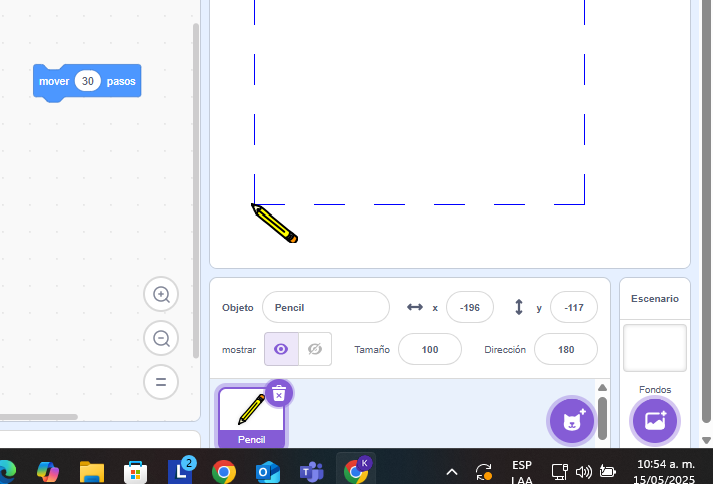 mover 30 pasos
Objeto Pencil x -196 y -117
mostrar Tamaño 100 Dirección 180
Pencil
Escenario
Fondos
L 2 K ESP 10:54 a. m.
LAA 15/05/2025